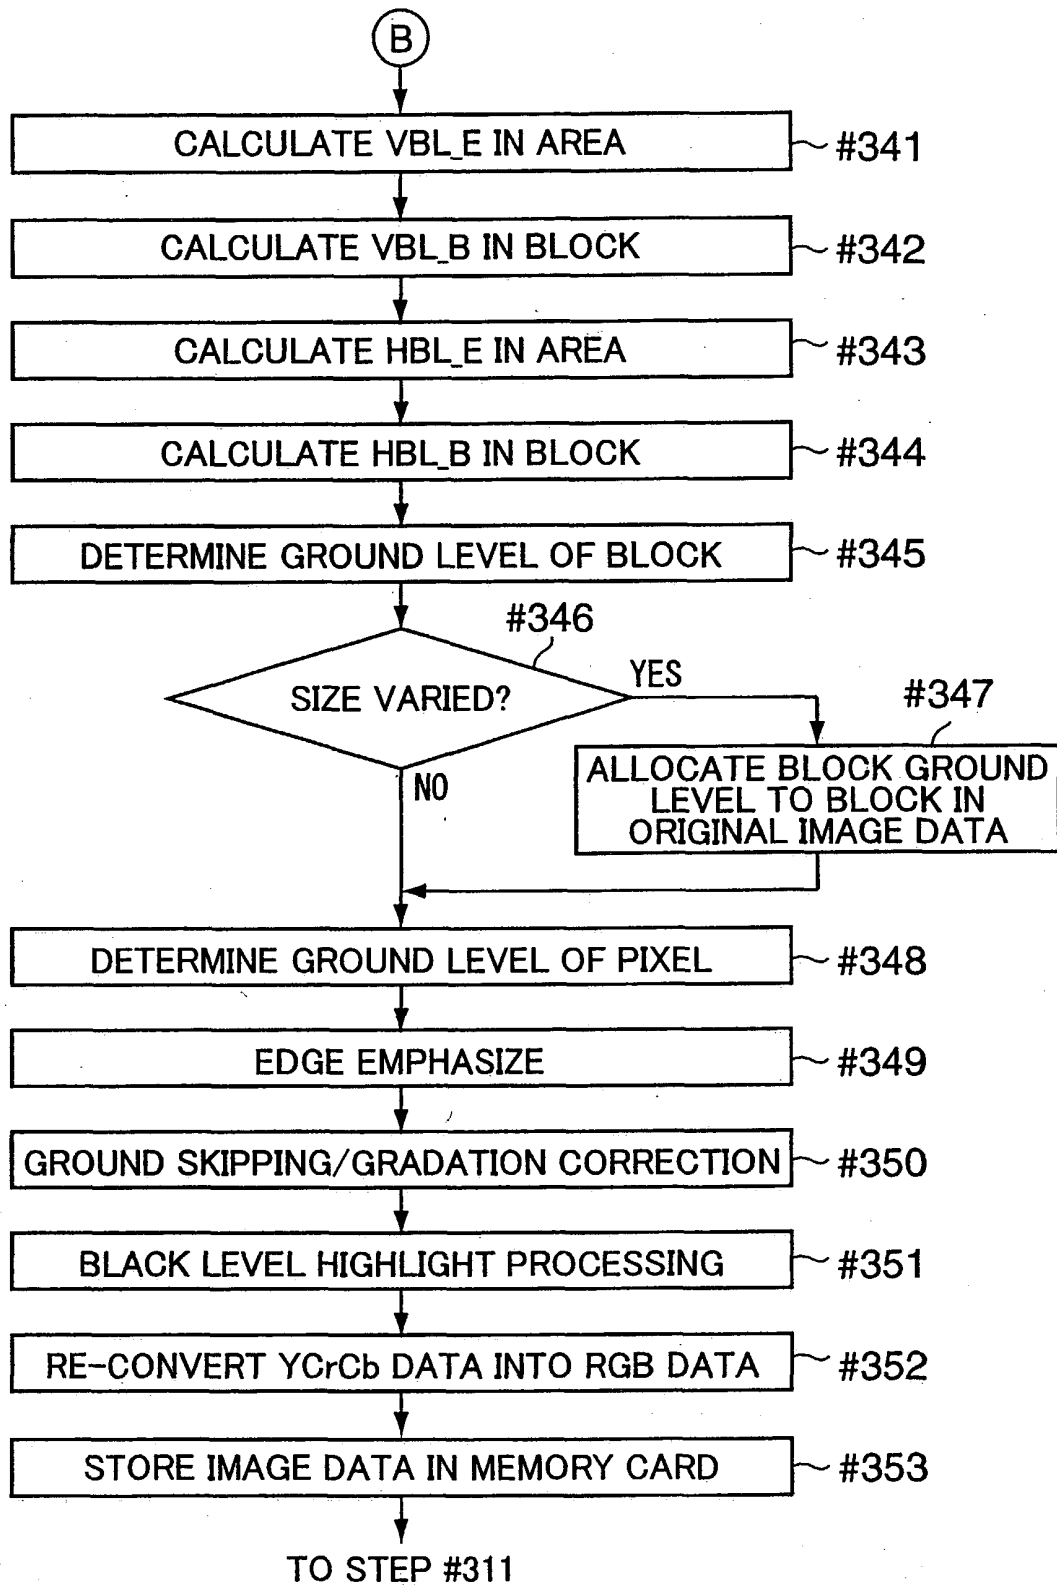 B
CALCULATE VBL_E IN AREA
#341
CALCULATE VBL_B IN BLOCK
#342
CALCULATE HBL_E IN AREA
#343
CALCULATE HBL_B IN BLOCK
#344
DETERMINE GROUND LEVEL OF BLOCK
#345
#346
SIZE VARIED?
YES
NO
#347
ALLOCATE BLOCK GROUND
LEVEL TO BLOCK IN
ORIGINAL IMAGE DATA
DETERMINE GROUND LEVEL OF PIXEL
#348
EDGE EMPHASIZE
#349
GROUND SKIPPING/GRADATION CORRECTION
#350
BLACK LEVEL HIGHLIGHT PROCESSING
#351
RE-CONVERT YCrCb DATA INTO RGB DATA
#352
STORE IMAGE DATA IN MEMORY CARD
#353
TO STEP #311